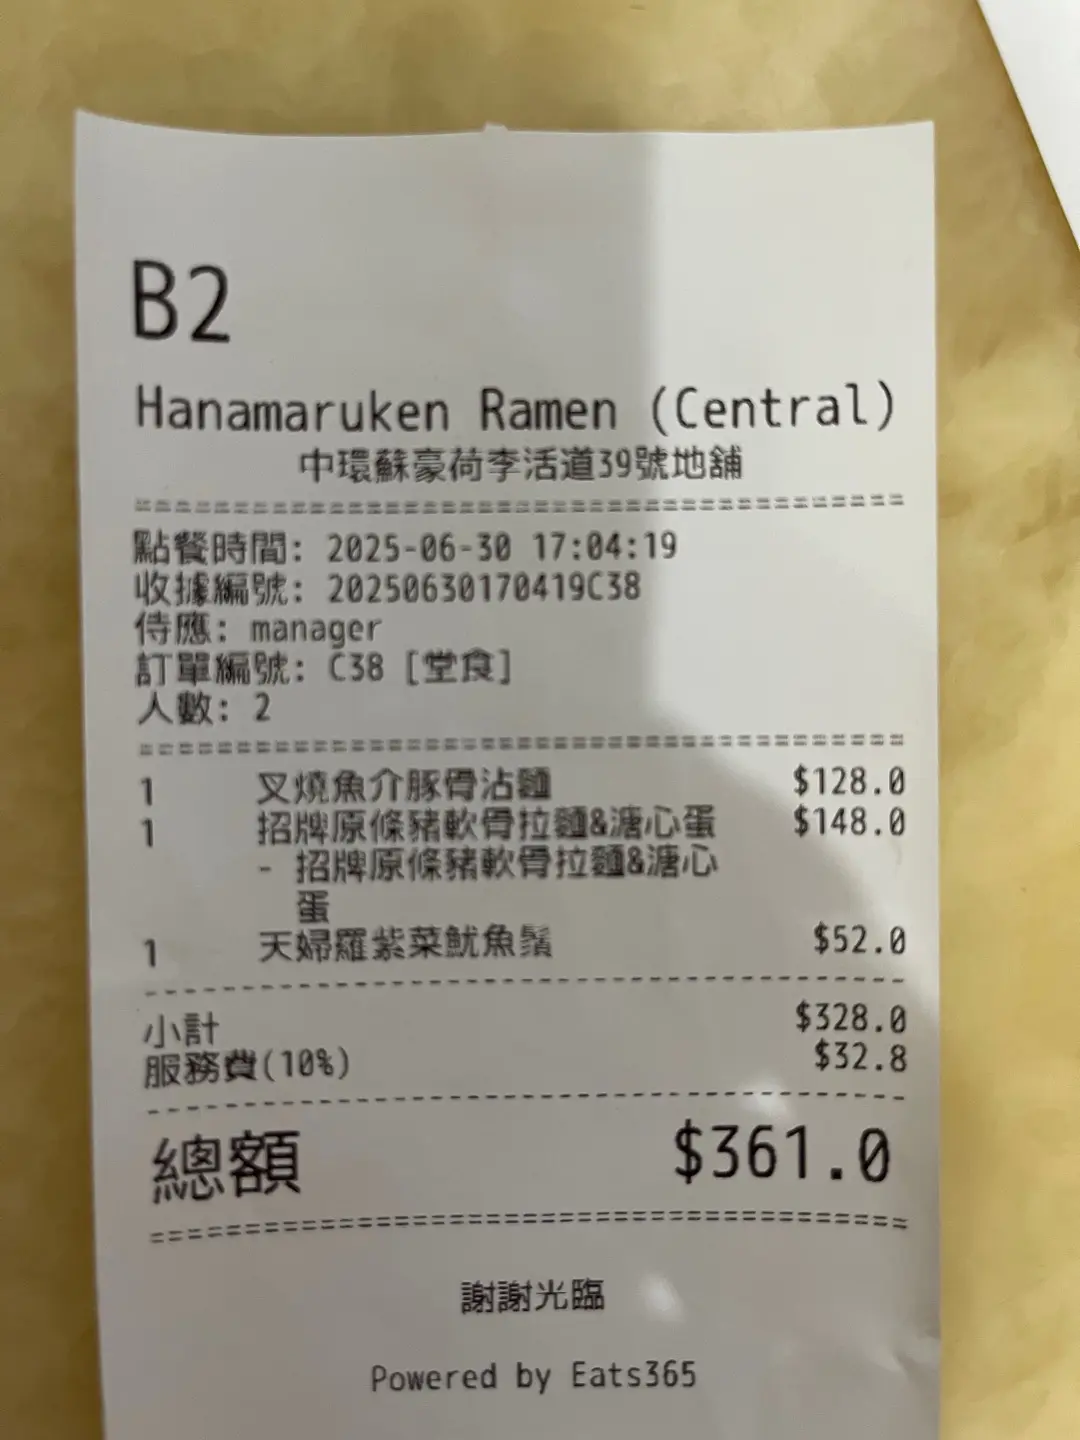 B2
Hanamaruken Ramen (Central)
中環蘇豪荷李活道39號地舖
========================================
點餐時間: 2025-06-30 17:04:19
收據編號: 20250630170419C38
侍應: manager
訂單編號: C38 [堂食]
人數: 2
========================================
1 叉燒魚介豚骨沾麵 $128.0
1 招牌原條豬軟骨拉麵&溏心蛋 $148.0
- 招牌原條豬軟骨拉麵&溏心
蛋
1 天婦羅紫菜魷魚鬚 $52.0
----------------------------------------
小計 $328.0
服務費(10%) $32.8
----------------------------------------
總額 $361.0
========================================
謝謝光臨
Powered by Eats365